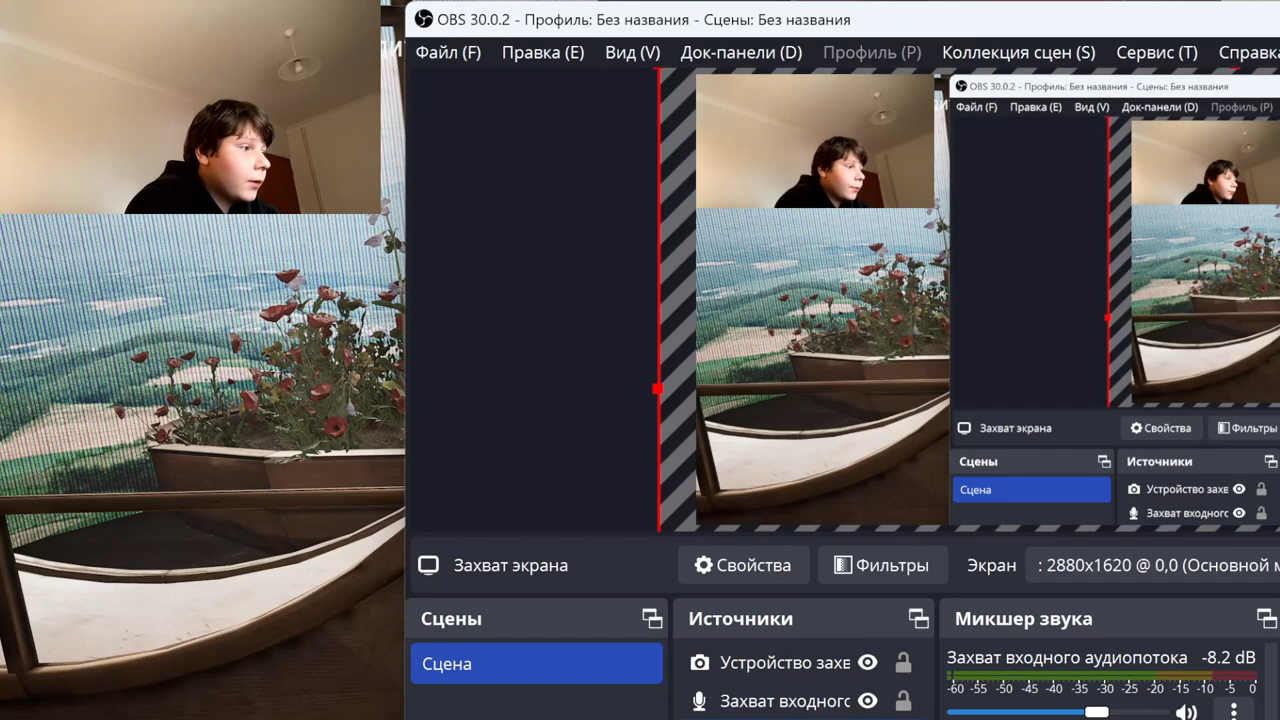 OBS 30.0.2 - Профиль: Без названия - Сцены: Без названия
Файл (F) Правка (E) Вид (V) Док-панели (D) Профиль (P) Коллекция сцен (S) Сервис (T) Справка
OBS 30.0.2 - Профиль: Без названия - Сцены: Без названия
Файл (F) Правка (E) Вид (V) Док-панели (D) Профиль (P)
Захват экрана Свойства Фильтры
Сцены Источники
Сцена Устройство захв
Захват входного
Захват экрана Свойства Фильтры Экран : 2880x1620 @ 0,0 (Основной м
Сцены Источники Микшер звука
Сцена Устройство захв Захват входного аудиопотока -8.2 dB
-60 -55 -50 -45 -40 -35 -30 -25 -20 -15 -10 -5 0
Захват входного